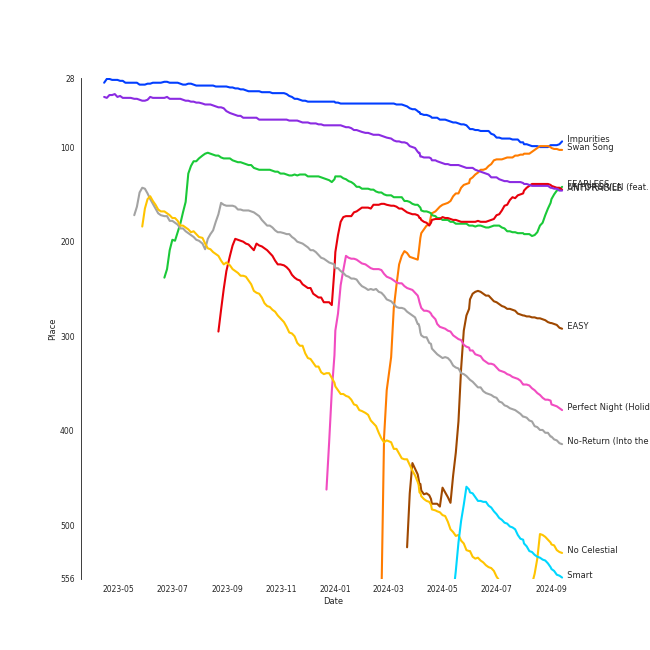 28
100
200
300
400
500
556
Place
2023-05
2023-07
2023-09
2023-11
2024-01
2024-03
2024-05
2024-07
2024-09
Date
Impurities
Swan Song
FEARLESS
(feat.
EASY
Perfect Night (Holid
No-Return (Into the
No Celestial
Smart